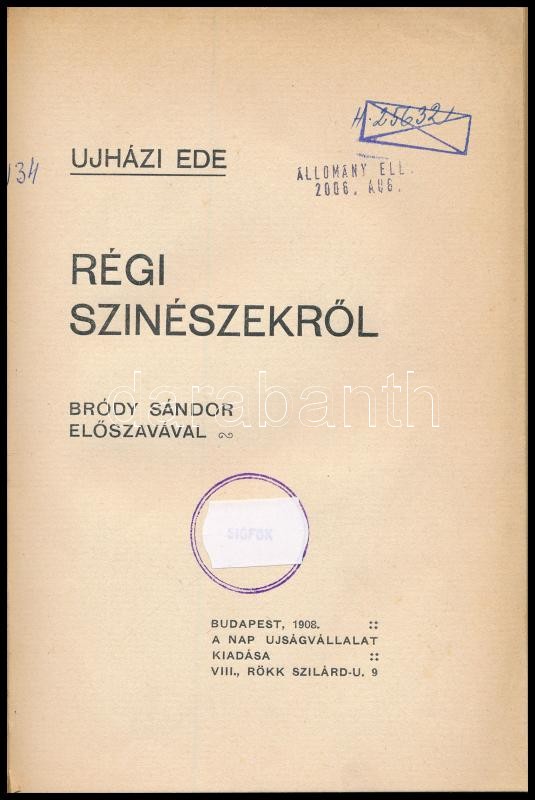 H. 256321
UJHÁZI EDE
134
ÁLLOMÁNY ELL.
2006. AUG.
RÉGI
SZINÉSZEKRŐL
darabanth
BRÓDY SÁNDOR
ELŐSZAVÁVAL
SIÓFOK
BUDAPEST, 1908.
A NAP UJSÁGVÁLLALAT
KIADÁSA
VIII., RÖKK SZILÁRD-U. 9